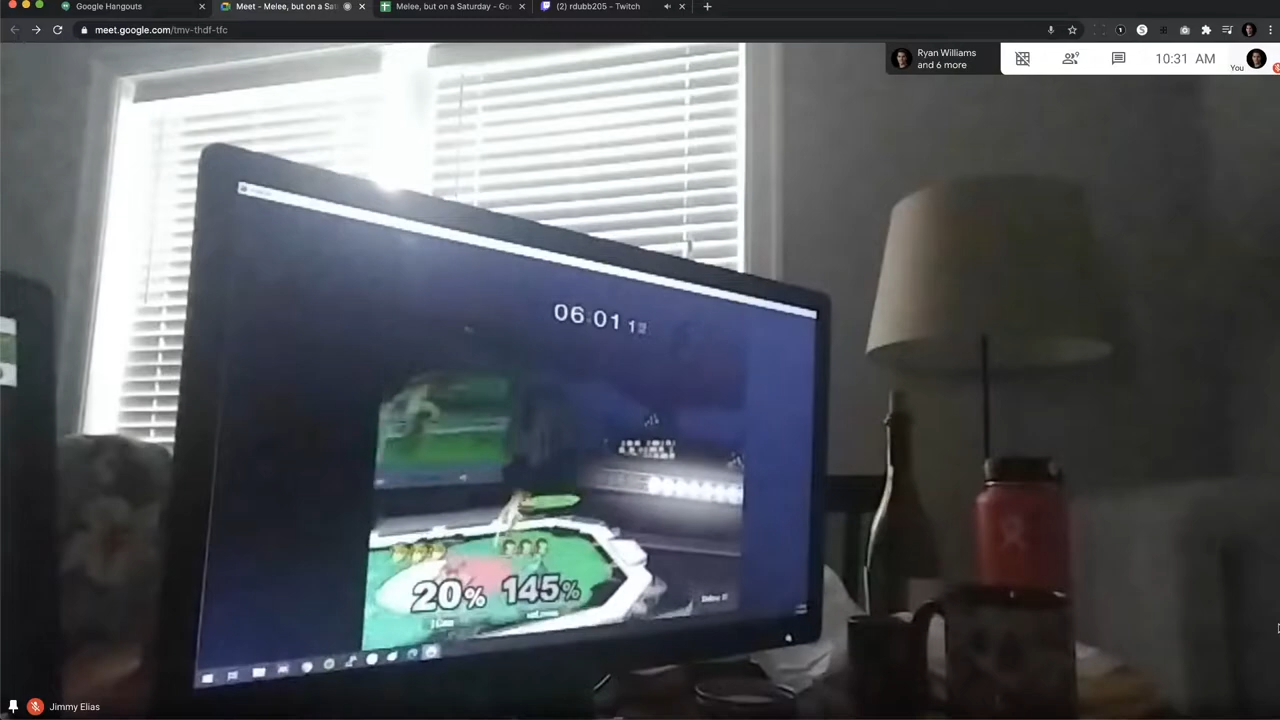 Google Hangouts
Meet - Melee, but on a Sat
Melee, but on a Saturday - Go
(2) rdubb205 - Twitch
meet.google.com/tmv-thdf-tfc
Ryan Williams
and 6 more
10:31 AM
You
06:01
20% 145%
Jimmy Elias